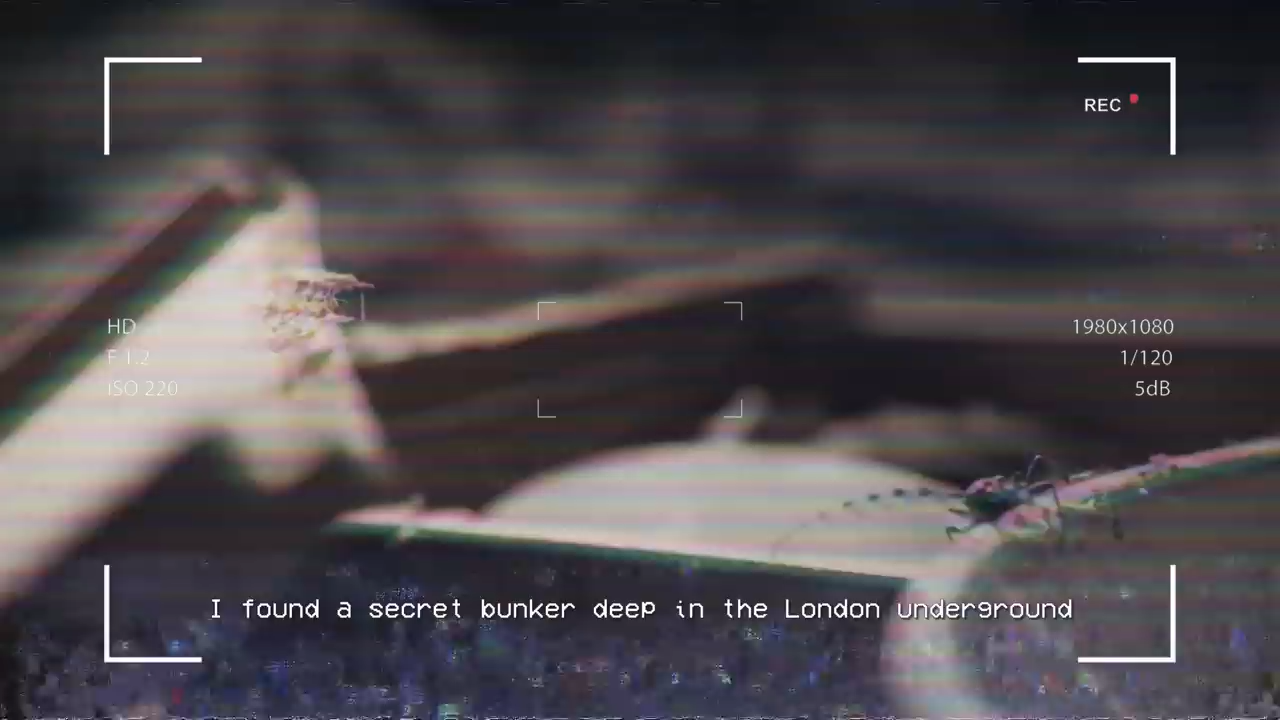 REC
HD
F 1.2
ISO 220
1980x1080
1/120
5dB
I found a secret bunker deep in the London underground